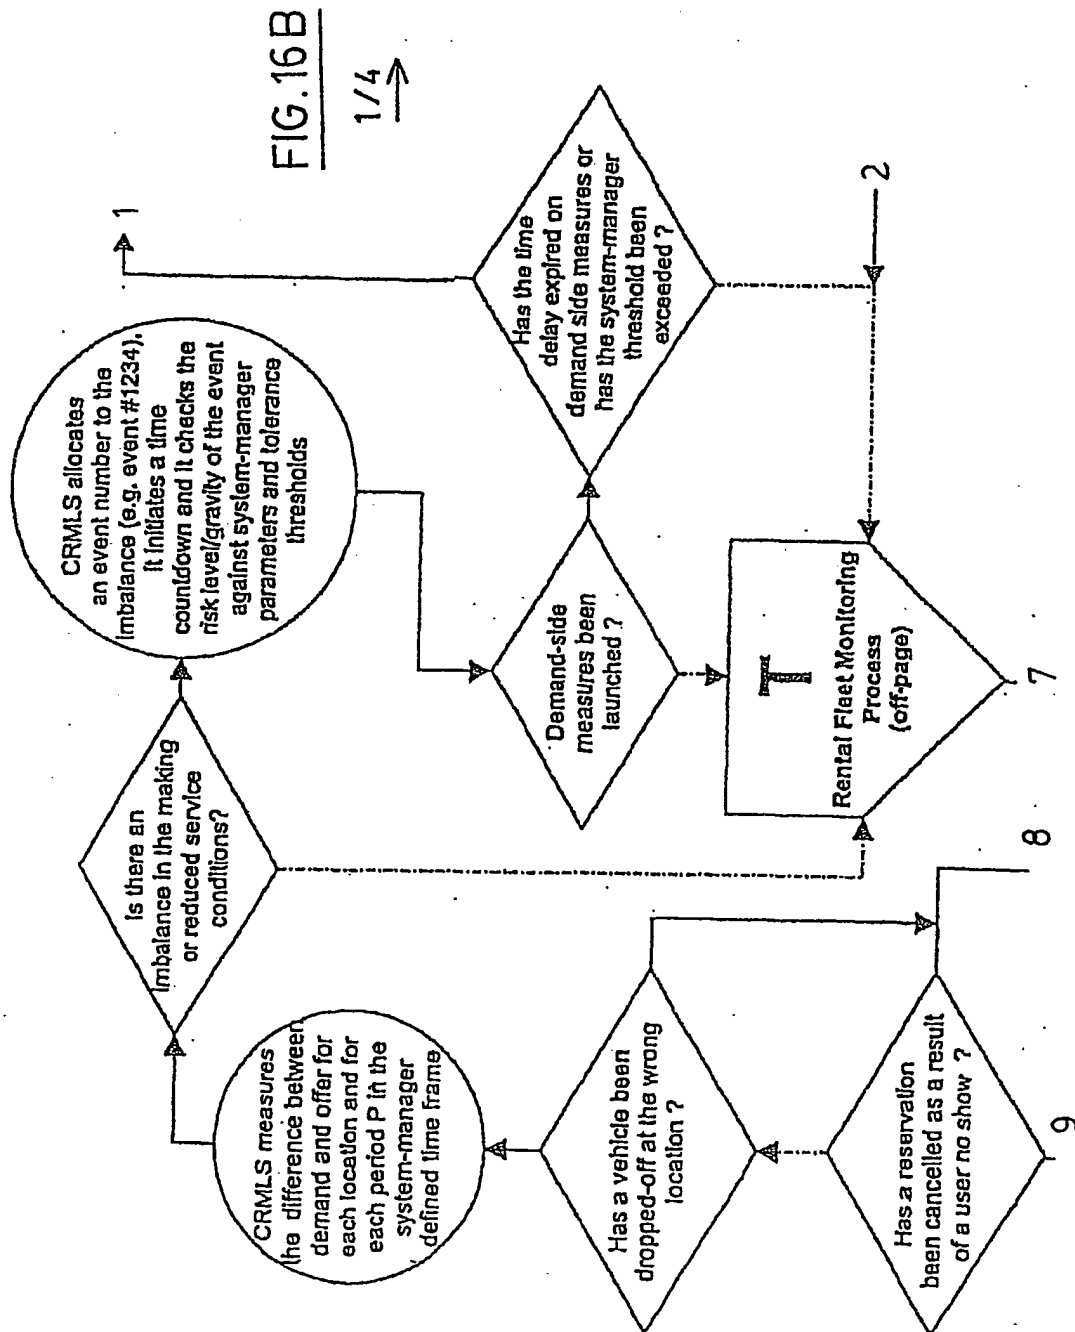 FIG.16B
1/4
1
CRMLS allocates
an event number to the
imbalance (e.g. event #1234),
it initiates a time
countdown and it checks the
risk level/gravity of the event
against system-manager
parameters and tolerance
thresholds
Is there an
imbalance in the making
or reduced service
conditions?
Has the time
delay expired on
demand side measures or
has the system-manager
threshold been
exceeded ?
2
Demand-side
measures been
launched ?
T
Rental Fleet Monitoring
Process
(off-page)
7
CRMLS measures
the difference between
demand and offer for
each location and for
each period P in the
system-manager
defined time frame
Has a vehicle been
dropped-off at the wrong
location ?
8
Has a reservation
been cancelled as a result
of a user no show ?
9